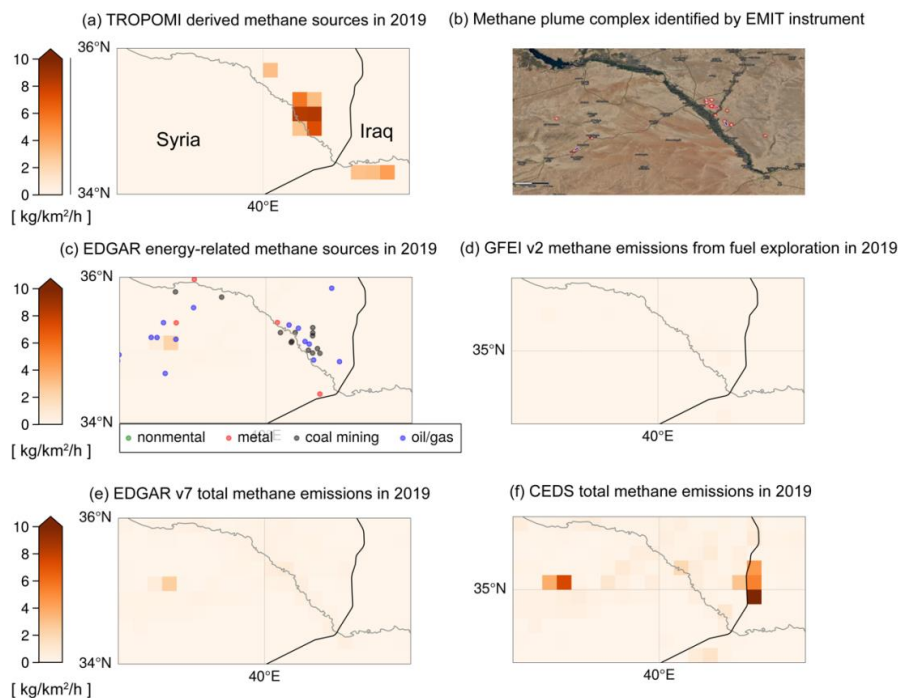 (a) TROPOMI derived methane sources in 2019
(b) Methane plume complex identified by EMIT instrument
36°N
10
8
6
4
2
0
Syria
Iraq
34°N
40°E
[ kg/km²/h ]
(c) EDGAR energy-related methane sources in 2019
(d) GFEI v2 methane emissions from fuel exploration in 2019
36°N
10
8
6
4
2
0
35°N
34°N
nonmental
metal
coal mining
oil/gas
40°E
[ kg/km²/h ]
(e) EDGAR v7 total methane emissions in 2019
(f) CEDS total methane emissions in 2019
36°N
10
8
6
4
2
0
35°N
34°N
40°E
40°E
[ kg/km²/h ]